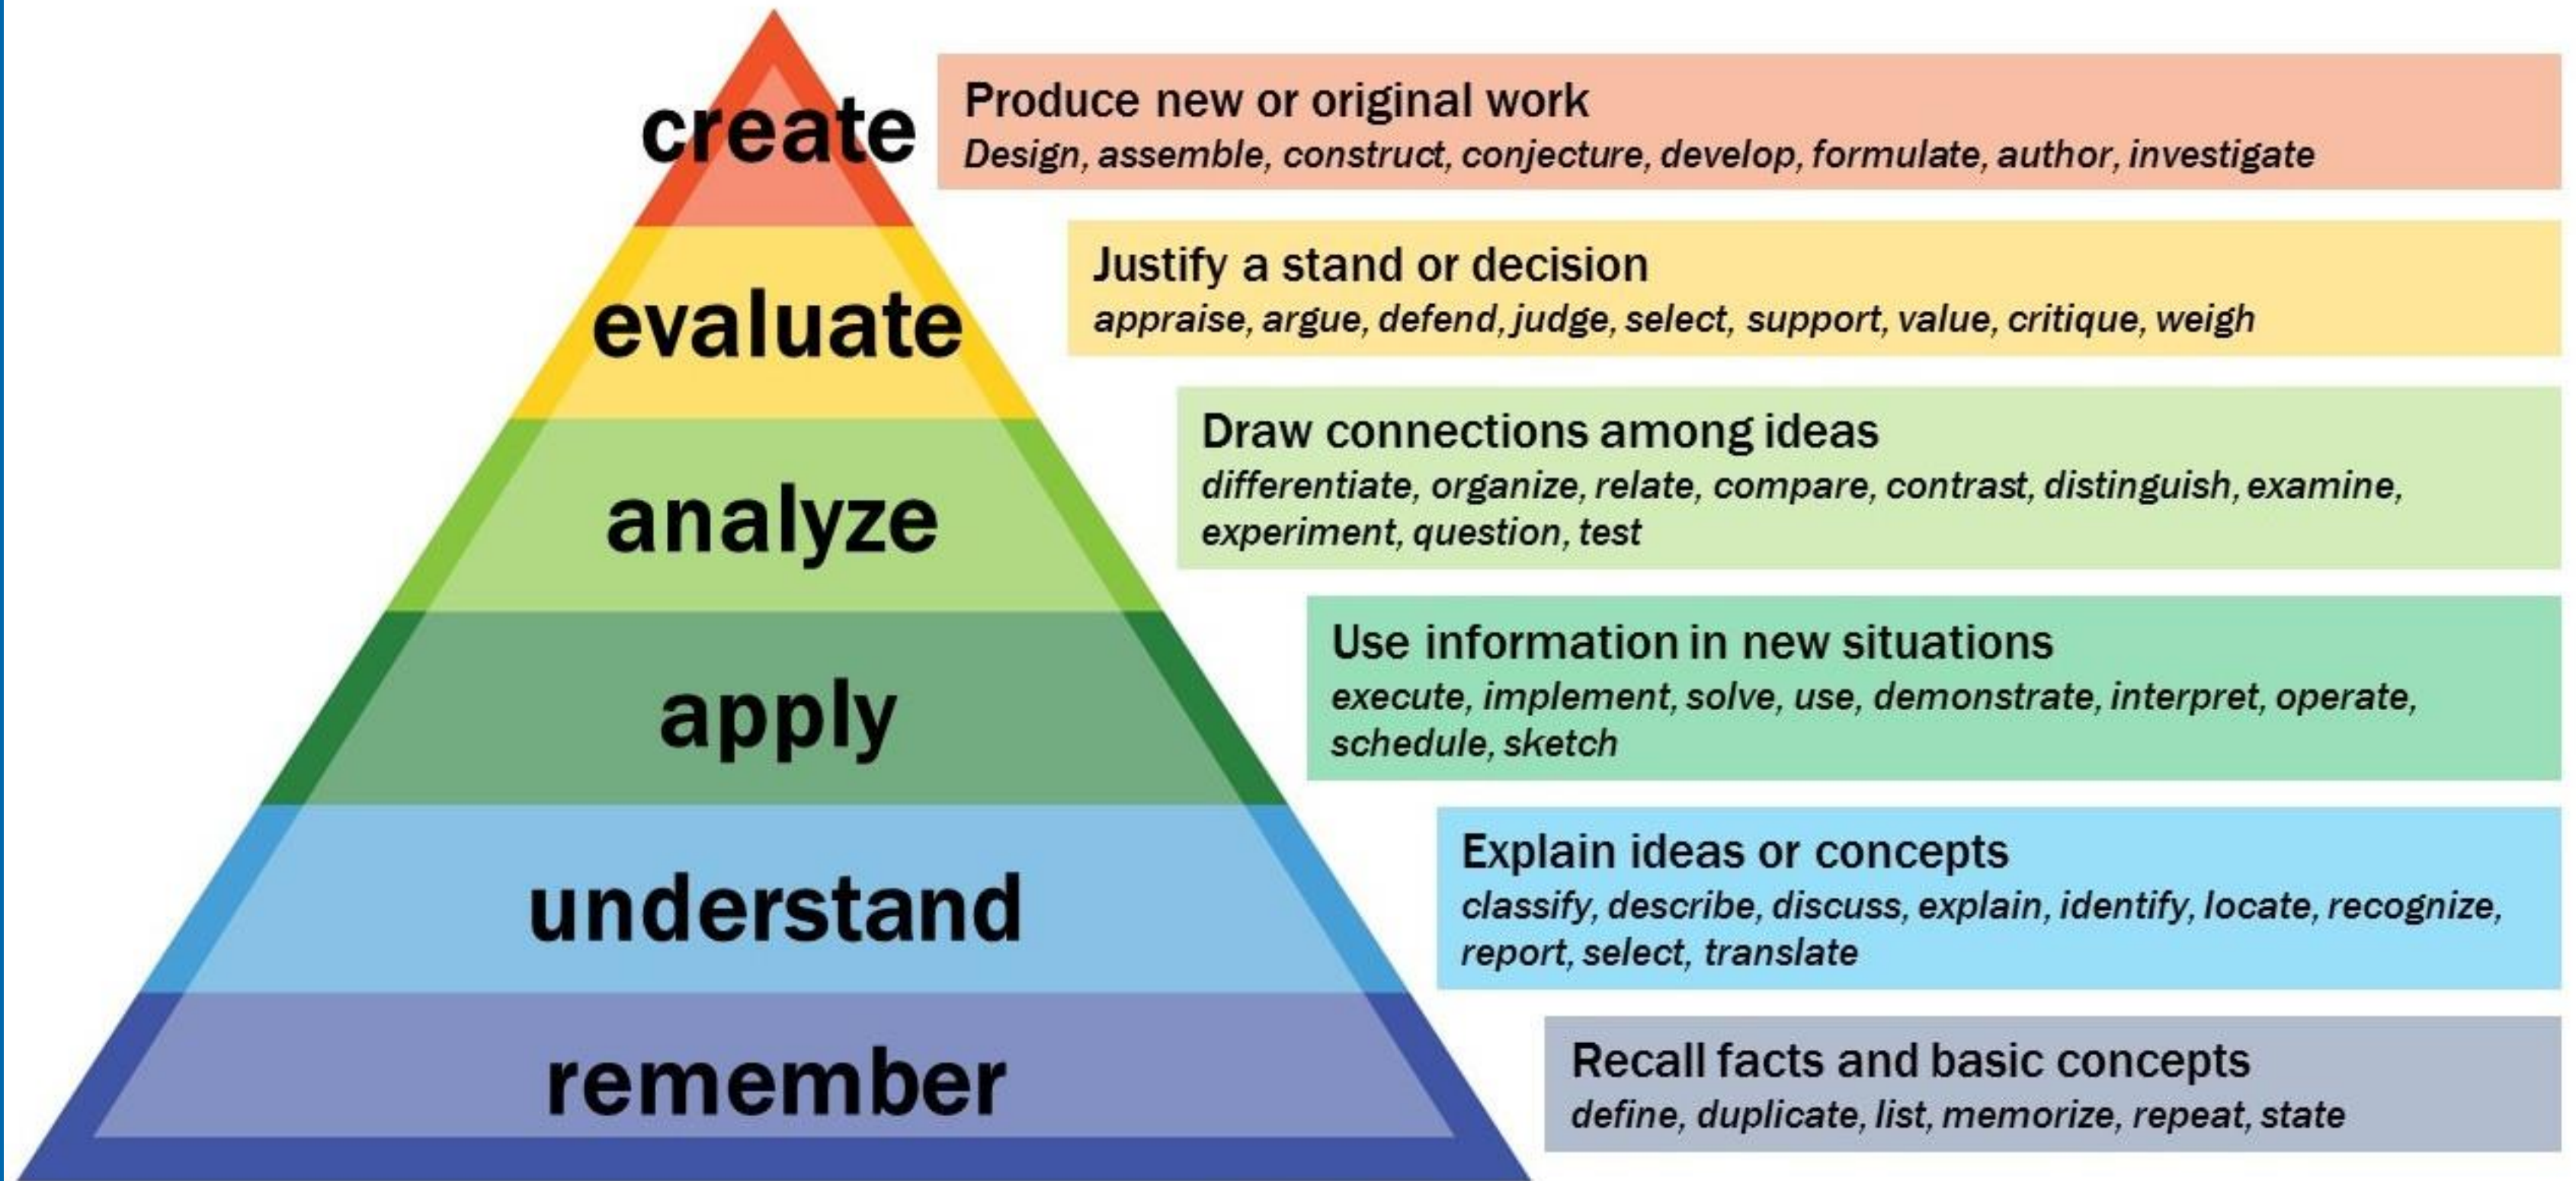 create
Produce new or original work
Design, assemble, construct, conjecture, develop, formulate, author, investigate
evaluate
Justify a stand or decision
appraise, argue, defend, judge, select, support, value, critique, weigh
analyze
Draw connections among ideas
differentiate, organize, relate, compare, contrast, distinguish, examine,
experiment, question, test
apply
Use information in new situations
execute, implement, solve, use, demonstrate, interpret, operate,
schedule, sketch
understand
Explain ideas or concepts
classify, describe, discuss, explain, identify, locate, recognize,
report, select, translate
remember
Recall facts and basic concepts
define, duplicate, list, memorize, repeat, state